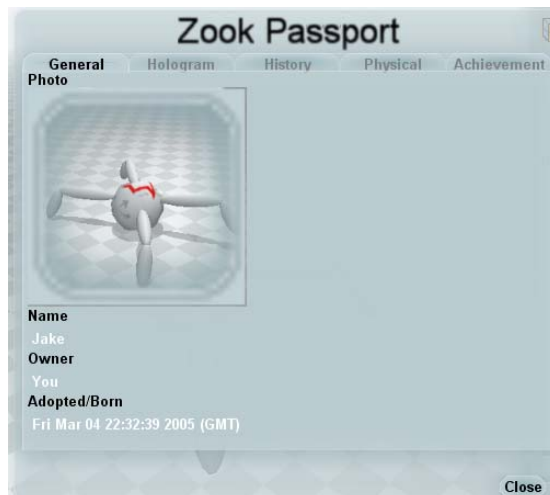 Zook Passport
General Hologram History Physical Achievement
Photo
Name
Jake
Owner
You
Adopted/Born
Fri Mar 04 22:32:39 2005 (GMT)
Close